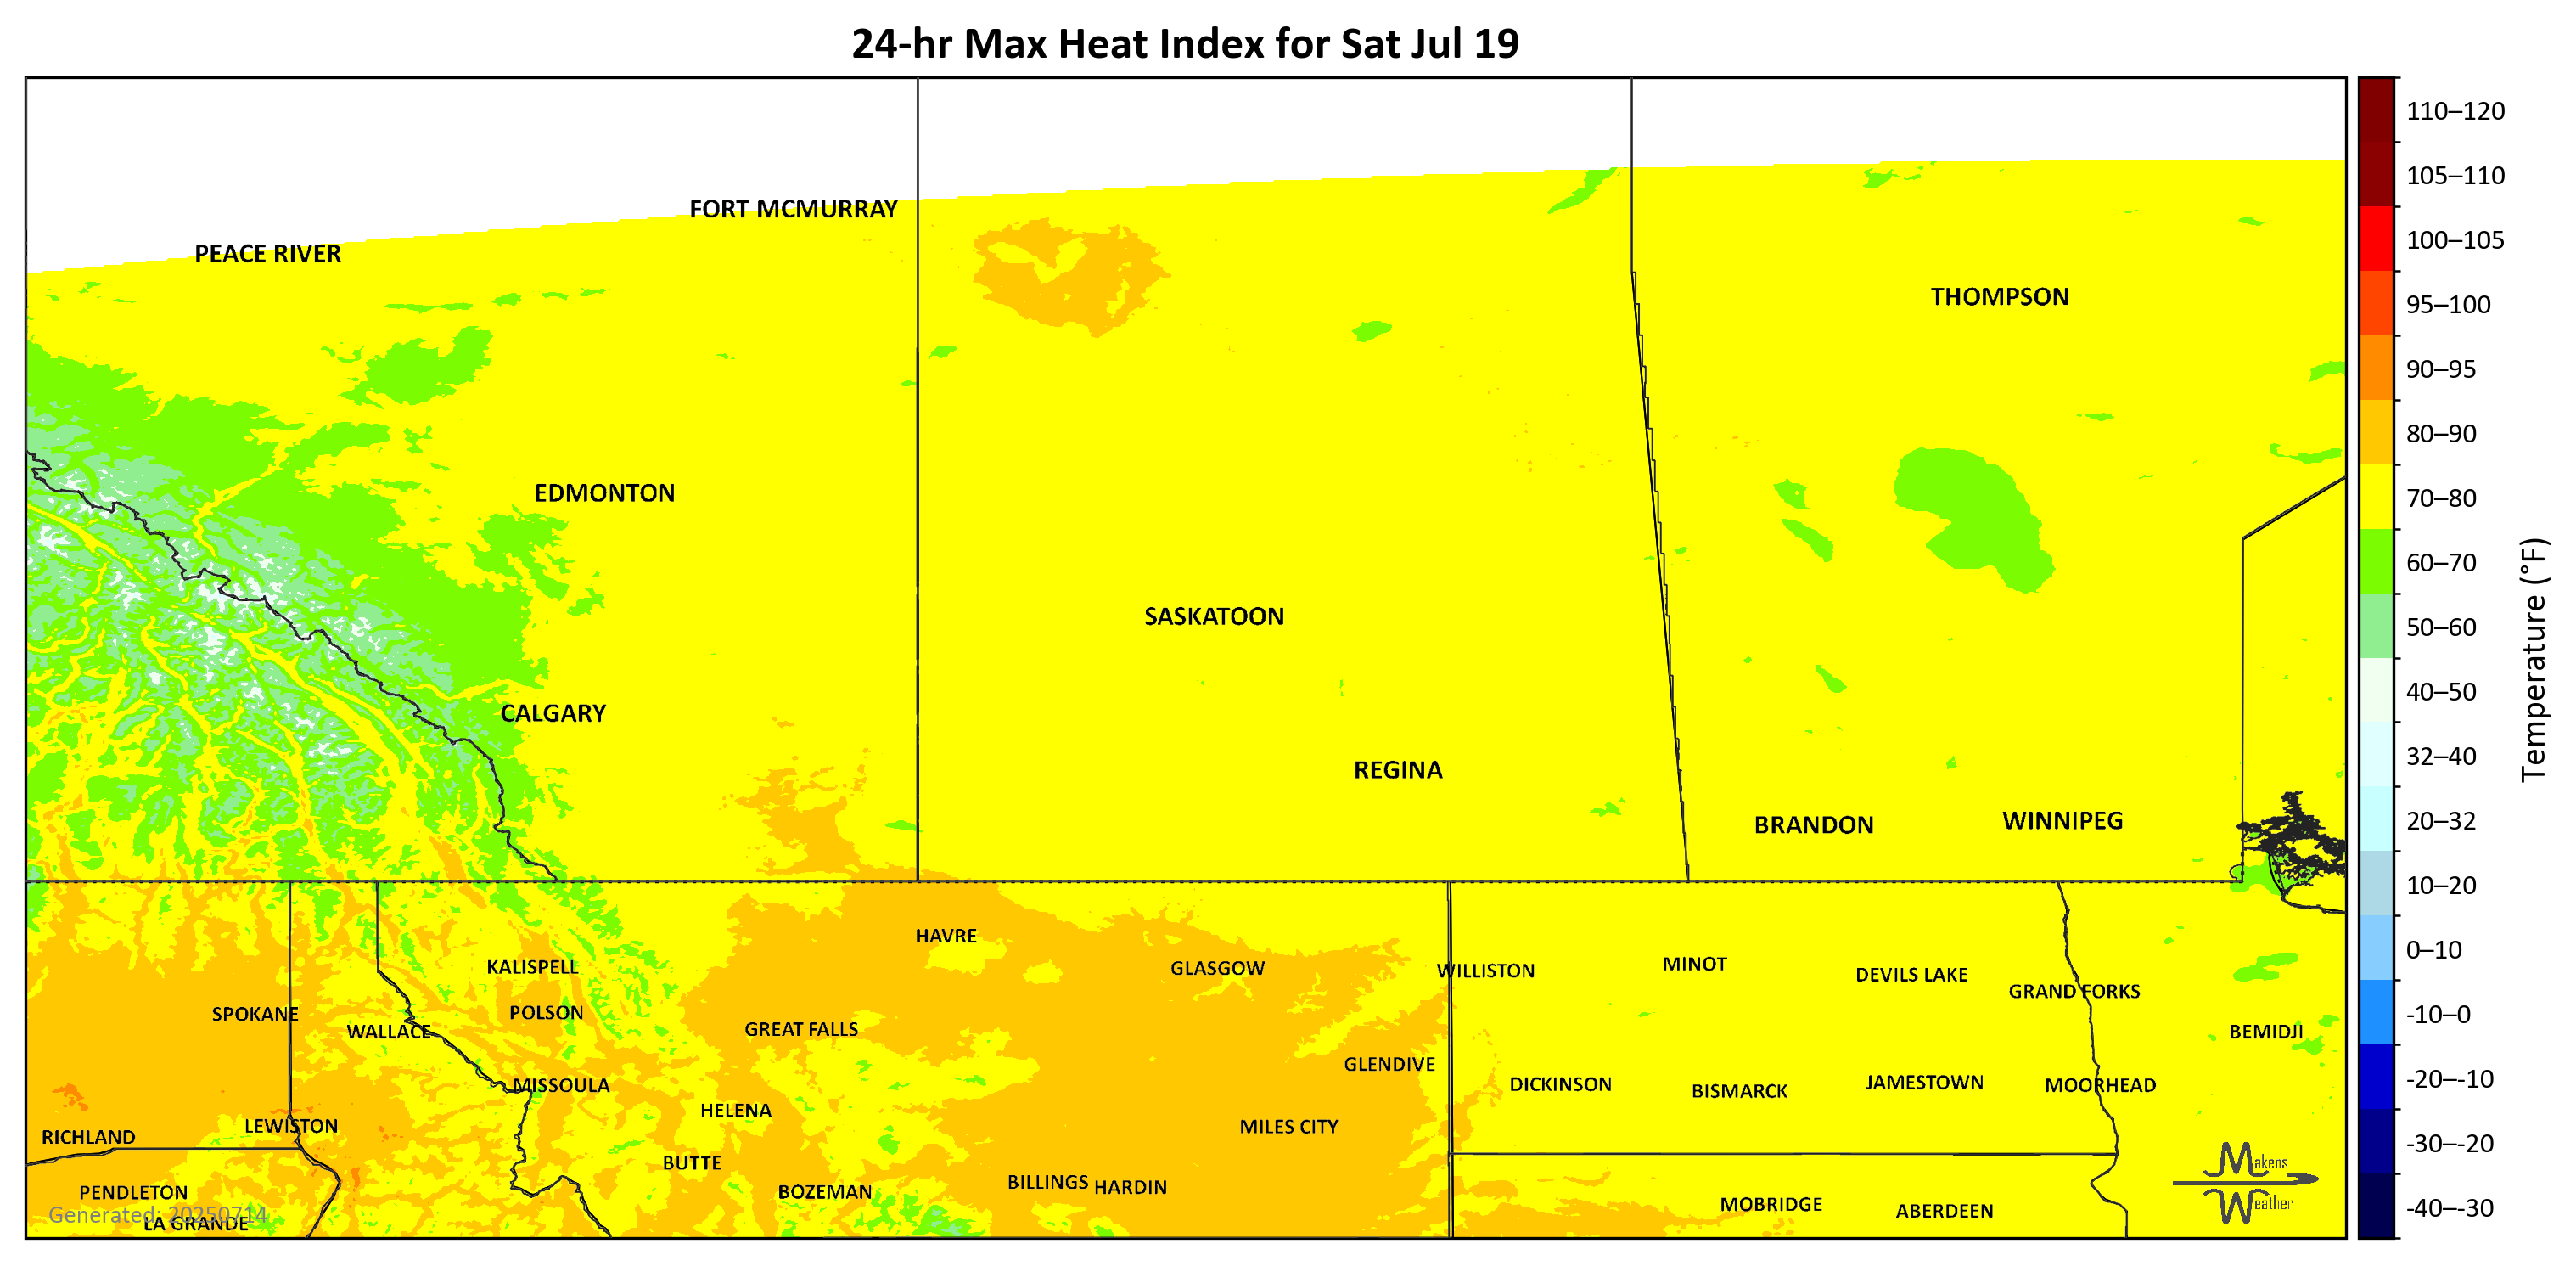 24-hr Max Heat Index for Sat Jul 19
110–120
105–110
100–105
95–100
90–95
80–90
70–80
60–70
50–60
40–50
32–40
20–32
10–20
0–10
-10–0
-20–-10
-30–-20
-40–-30
Temperature (°F)
FORT MCMURRAY
PEACE RIVER
THOMPSON
EDMONTON
SASKATOON
CALGARY
REGINA
BRANDON
WINNIPEG
HAVRE
KALISPELL
GLASGOW
WILLISTON
MINOT
DEVILS LAKE
GRAND FORKS
SPOKANE
POLSON
WALLACE
GREAT FALLS
BEMIDJI
GLENDIVE
MISSOULA
DICKINSON
BISMARCK
JAMESTOWN
MOORHEAD
HELENA
LEWISTON
MILES CITY
RICHLAND
BUTTE
BILLINGS
HARDIN
PENDLETON
BOZEMAN
MOBRIDGE
ABERDEEN
LA GRANDE
Generated: 20250714
Makens
Weather